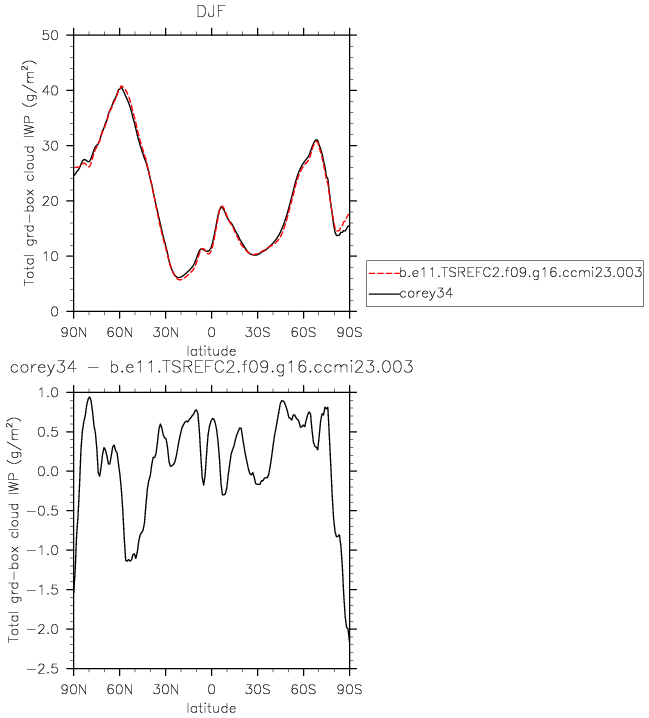 DJF
Total grd-box cloud IWP (g/m²)
50
40
30
20
10
0
90N 60N 30N 0 30S 60S 90S
latitude
b.e11.TSREFC2.f09.g16.ccmi23.003
corey34
corey34 - b.e11.TSREFC2.f09.g16.ccmi23.003
Total grd-box cloud IWP (g/m²)
1.0
0.5
0.0
-0.5
-1.0
-1.5
-2.0
-2.5
90N 60N 30N 0 30S 60S 90S
latitude